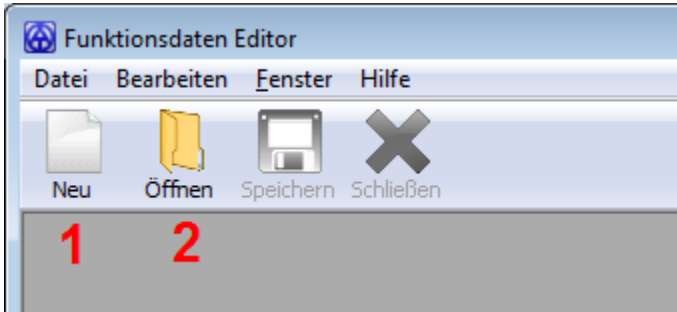 Funktionsdaten Editor
Datei Bearbeiten Fenster Hilfe
Neu Öffnen Speichern Schließen
1 2